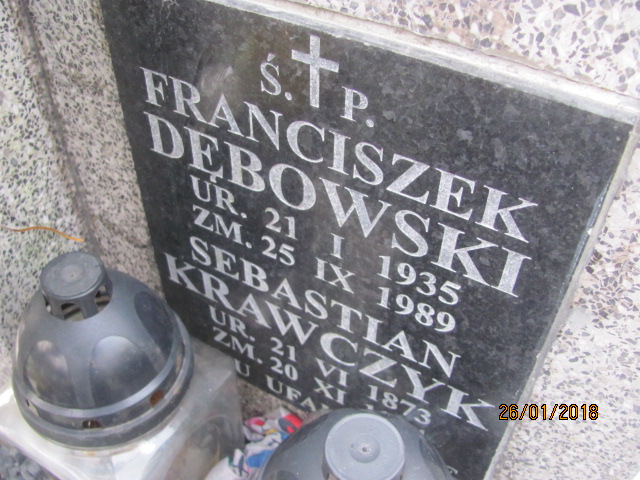 Ś. P.
FRANCISZEK
DĘBOWSKI
UR. 21 I 1935
ZM. 25 IX 1989
SEBASTIAN
KRAWCZYK
UR. 21 VI 1873
ZM. 20 XI
26/01/2018